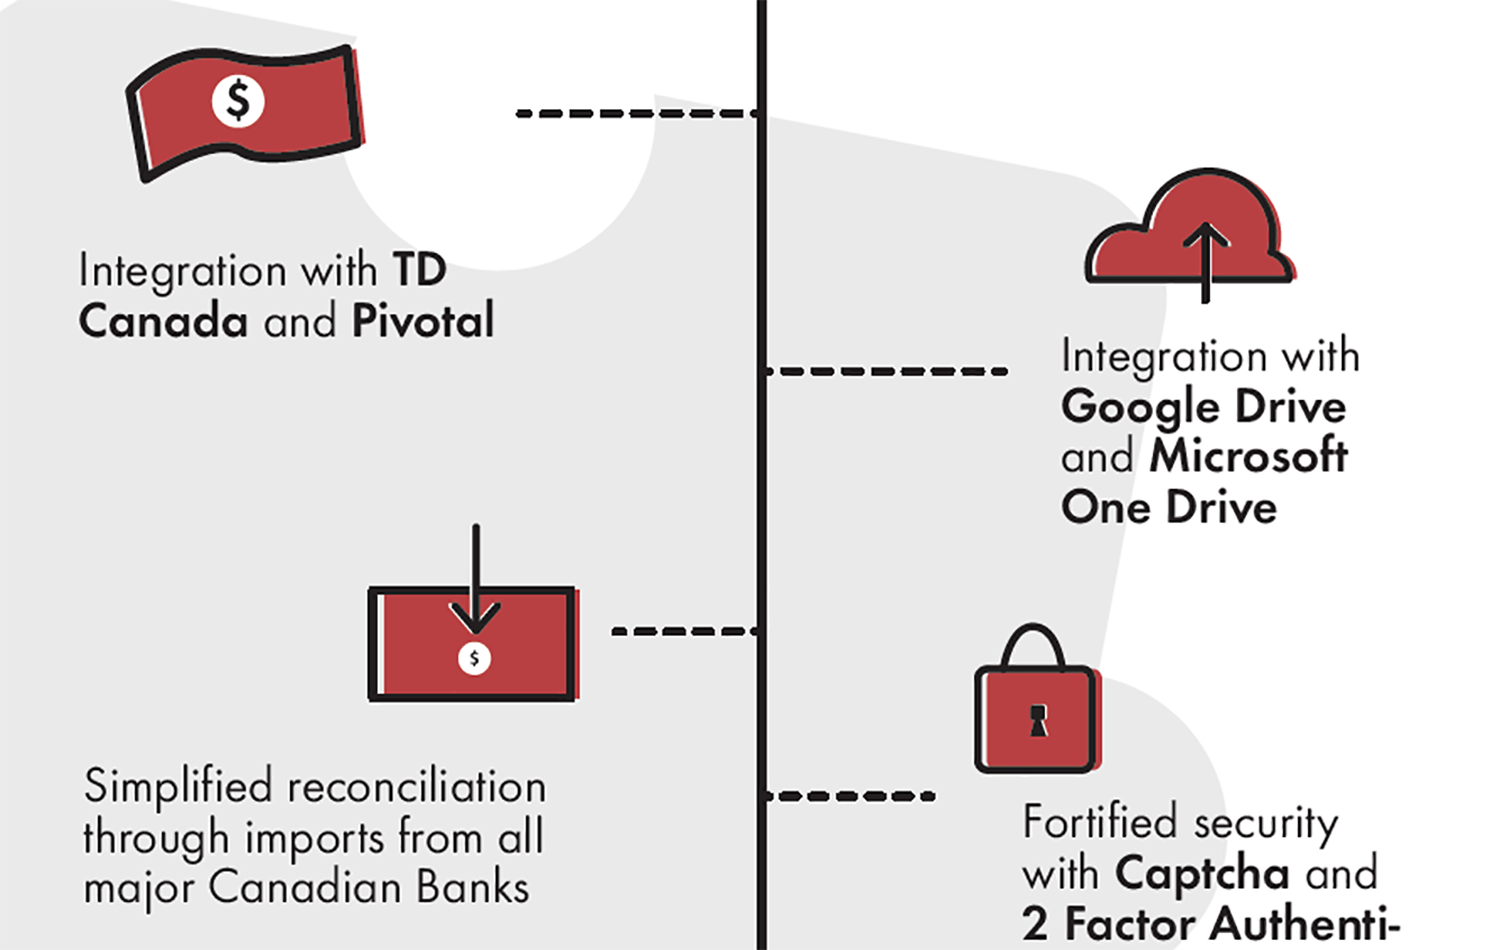 $
Integration with TD
Canada and Pivotal
Integration with
Google Drive
and Microsoft
One Drive
$
Simplified reconciliation
through imports from all
major Canadian Banks
Fortified security
with Captcha and
2 Factor Authenti-